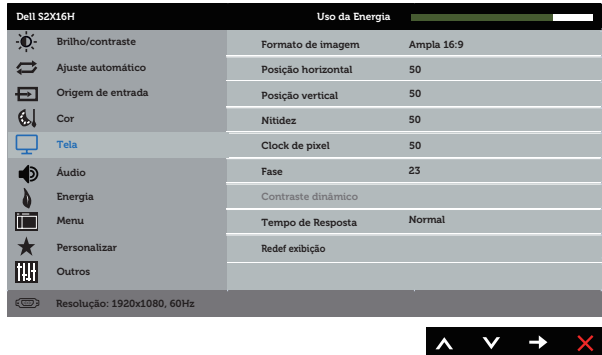 Dell S2X16H Uso da Energia
Brilho/contraste
Ajuste automático
Origem de entrada
Cor
Tela
Áudio
Energia
Menu
Personalizar
Outros
Formato de imagem Ampla 16:9
Posição horizontal 50
Posição vertical 50
Nitidez 50
Clock de pixel 50
Fase 23
Contraste dinâmico
Tempo de Resposta Normal
Redef exibição
Resolução: 1920x1080, 60Hz